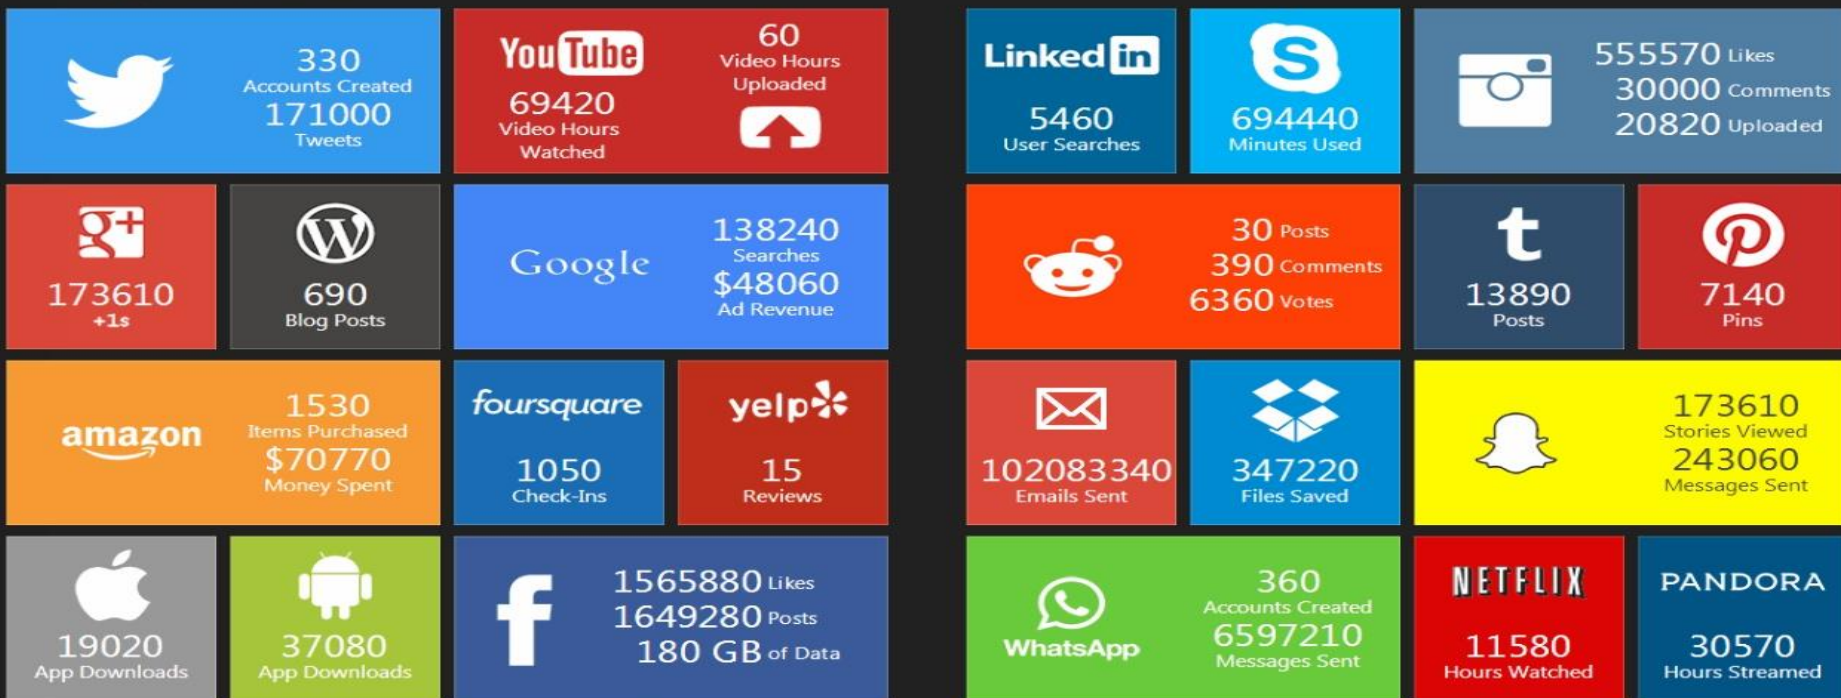 330
Accounts Created
171000
Tweets
YouTube
69420
Video Hours
Watched
60
Video Hours
Uploaded
Linked in
5460
User Searches
S
694440
Minutes Used
555570 Likes
30000 Comments
20820 Uploaded
g+
173610
+1s
W
690
Blog Posts
Google
138240
Searches
$48060
Ad Revenue
30 Posts
390 Comments
6360 Votes
t
13890
Posts
P
7140
Pins
amazon
1530
Items Purchased
$70770
Money Spent
foursquare
1050
Check-Ins
yelp
15
Reviews
102083340
Emails Sent
347220
Files Saved
173610
Stories Viewed
243060
Messages Sent
19020
App Downloads
37080
App Downloads
f
1565880 Likes
1649280 Posts
180 GB of Data
WhatsApp
360
Accounts Created
6597210
Messages Sent
NETFLIX
11580
Hours Watched
PANDORA
30570
Hours Streamed